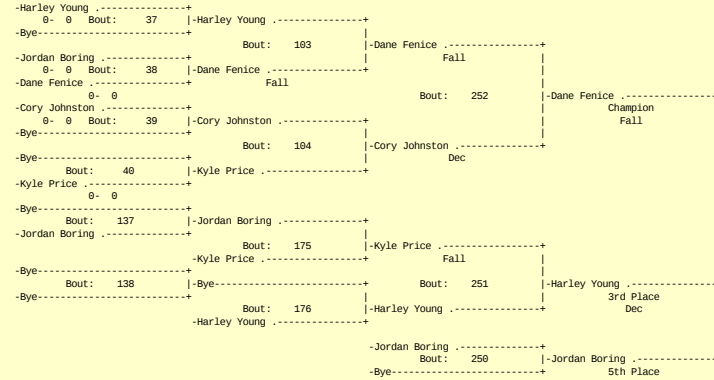 -Harley Young .---------------+
0-  0   Bout:    37     |-Harley Young .---------------+
-Bye--------------------------+                         |
Bout:   103     |-Dane Fenice .----------------+
-Jordan Boring .--------------+                         |            Fall              |
0-  0   Bout:    38     |-Dane Fenice .----------------+                         |
-Dane Fenice .----------------+            Fall                                        |
0-  0                                          Bout:   252     |-Dane Fenice .----------------
-Cory Johnston .--------------+                                                        |          Champion
0-  0   Bout:    39     |-Cory Johnston .--------------+                         |            Fall
-Bye--------------------------+                         |                              |
Bout:   104     |-Cory Johnston .--------------+
-Bye--------------------------+                         |            Dec
Bout:    40     |-Kyle Price .-----------------+
-Kyle Price .-----------------+
0-  0
-Bye--------------------------+
Bout:   137     |-Jordan Boring .--------------+
-Jordan Boring .--------------+                         |
Bout:   175     |-Kyle Price .-----------------+
-Kyle Price .-----------------+            Fall              |
-Bye--------------------------+                                                        |
Bout:   138     |-Bye--------------------------+         Bout:   251     |-Harley Young .---------------
-Bye--------------------------+                         |                              |          3rd Place
Bout:   176     |-Harley Young .---------------+            Dec
-Harley Young .---------------+
-Jordan Boring .--------------+
Bout:   250     |-Jordan Boring .--------------
-Bye--------------------------+          5th Place